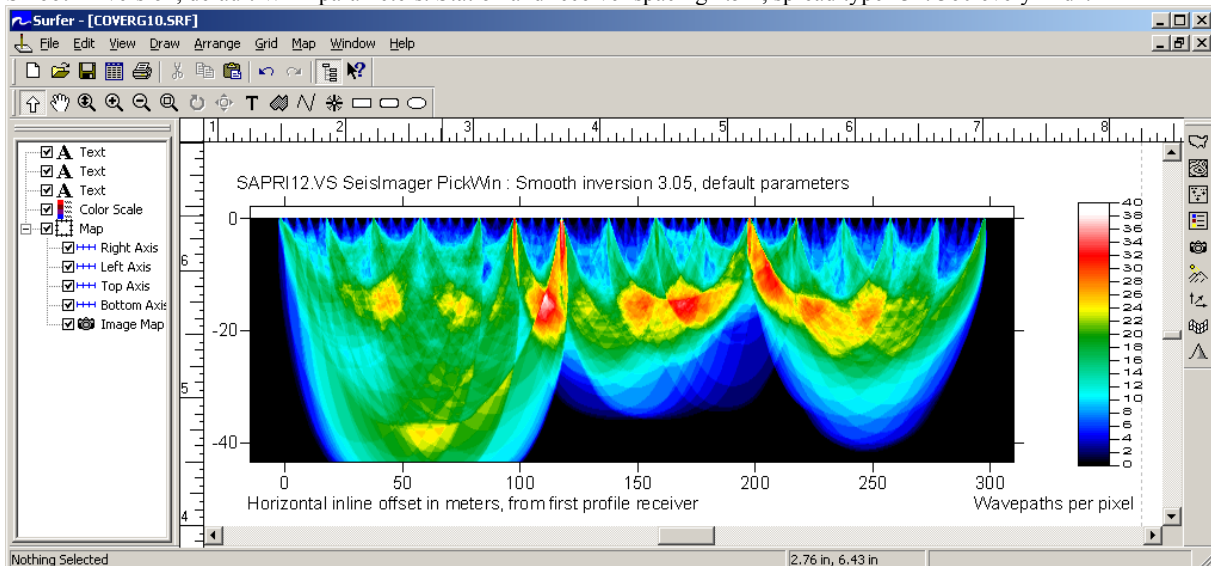 Surfer - [COVERG10.SRF]
File Edit View Draw Arrange Grid Map Window Help
1 2 3 4 5 6 7 8
Text
Text
Text
Color Scale
Map
Right Axis
Left Axis
Top Axis
Bottom Axis
Image Map
6
5
4
SAPRI12.VS SeisImager PickWin : Smooth inversion 3.05, default parameters
0
-20
-40
0 50 100 150 200 250 300
Horizontal inline offset in meters, from first profile receiver
40
38
36
34
32
30
28
26
24
22
20
18
16
14
12
10
8
6
4
2
0
Wavepaths per pixel
Nothing Selected
2.76 in, 6.43 in